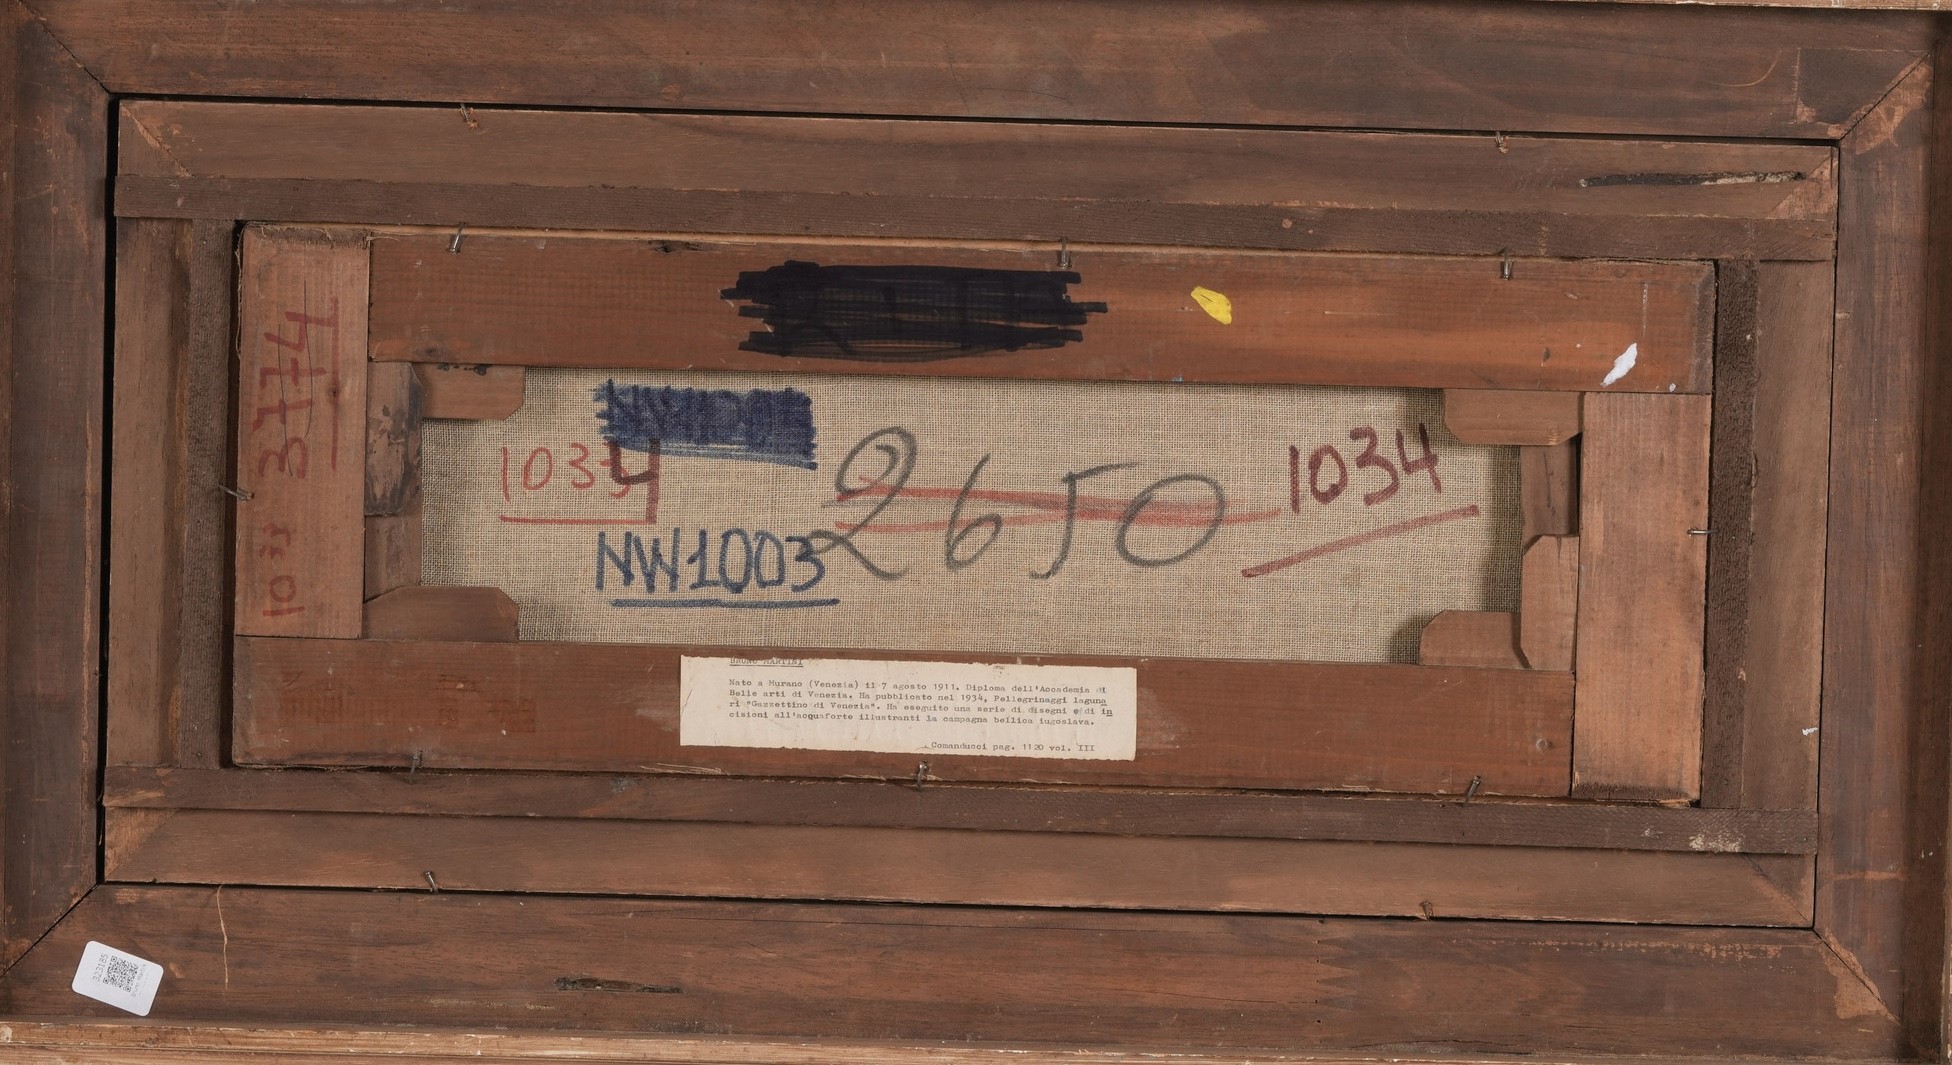 3774
1033
1034
2650
1034
NW1003
BRUNO MARTINI
Nato a Murano (Venezia) il 7 agosto 1911. Diploma dell'Accademia di
Belle arti di Venezia. Ha pubblicato nel 1934, Pellegrinaggi laguna
ri "Gazzettino di Venezia". Ha eseguito una serie di disegni e di in
cisioni all'acquaforte illustranti la campagna bellica iugoslava.
Comanducci pag. 1120 vol. III
323185